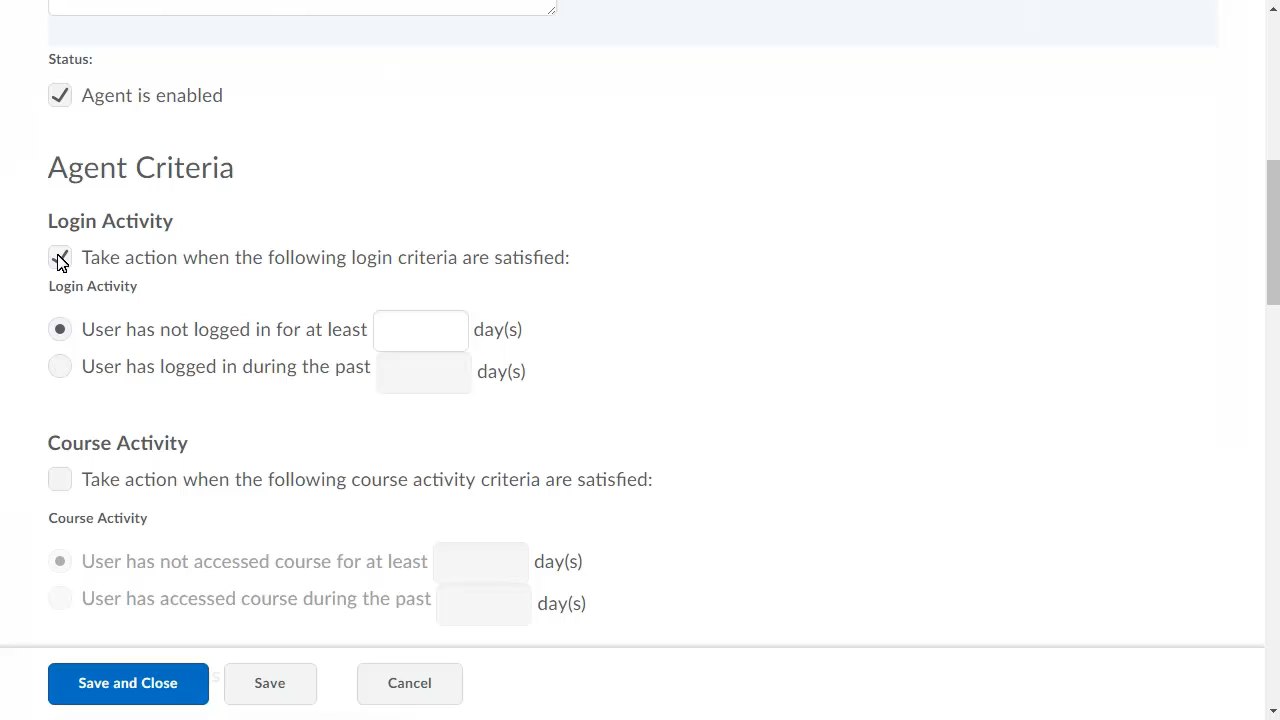 Status:
Agent is enabled
Agent Criteria
Login Activity
Take action when the following login criteria are satisfied:
Login Activity
User has not logged in for at least day(s)
User has logged in during the past day(s)
Course Activity
Take action when the following course activity criteria are satisfied:
Course Activity
User has not accessed course for at least day(s)
User has accessed course during the past day(s)
Save and Close Save Cancel